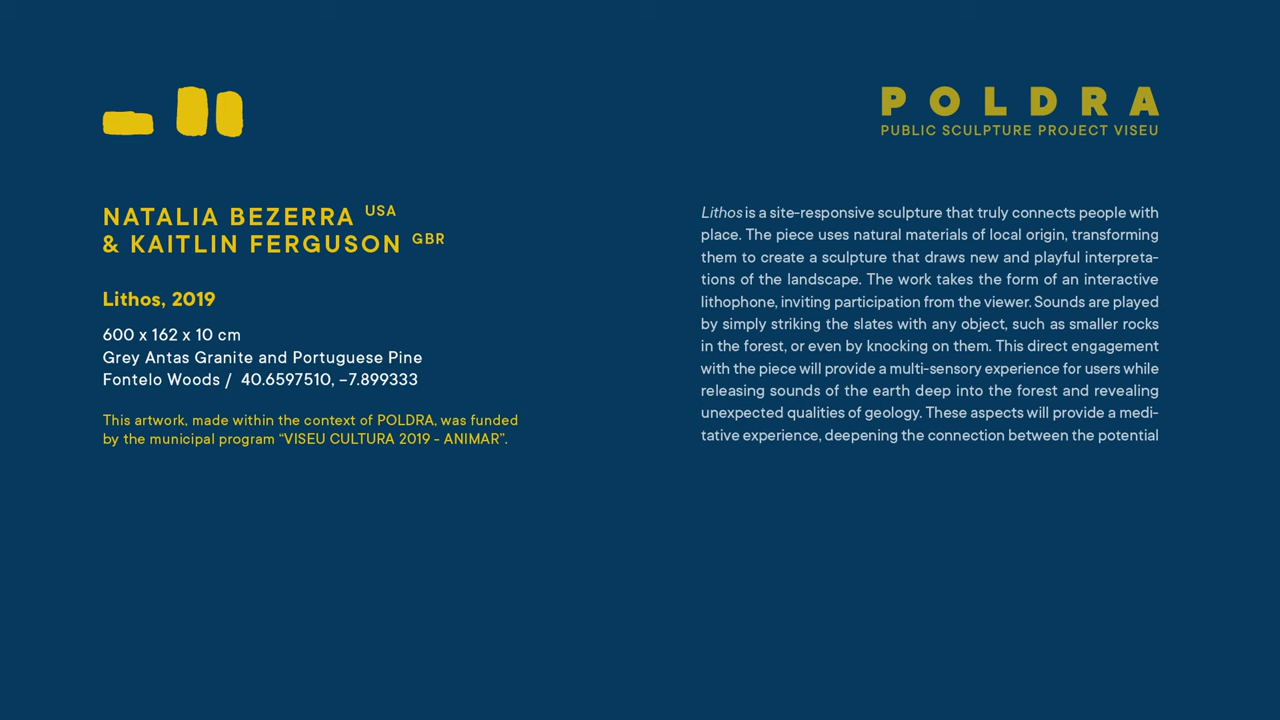 POLDRA
PUBLIC SCULPTURE PROJECT VISEU
NATALIA BEZERRA USA
& KAITLIN FERGUSON GBR
Lithos, 2019
600 x 162 x 10 cm
Grey Antas Granite and Portuguese Pine
Fontelo Woods / 40.6597510, –7.899333
This artwork, made within the context of POLDRA, was funded
by the municipal program “VISEU CULTURA 2019 - ANIMAR”.
Lithos is a site-responsive sculpture that truly connects people with
place. The piece uses natural materials of local origin, transforming
them to create a sculpture that draws new and playful interpreta-
tions of the landscape. The work takes the form of an interactive
lithophone, inviting participation from the viewer. Sounds are played
by simply striking the slates with any object, such as smaller rocks
in the forest, or even by knocking on them. This direct engagement
with the piece will provide a multi-sensory experience for users while
releasing sounds of the earth deep into the forest and revealing
unexpected qualities of geology. These aspects will provide a medi-
tative experience, deepening the connection between the potential